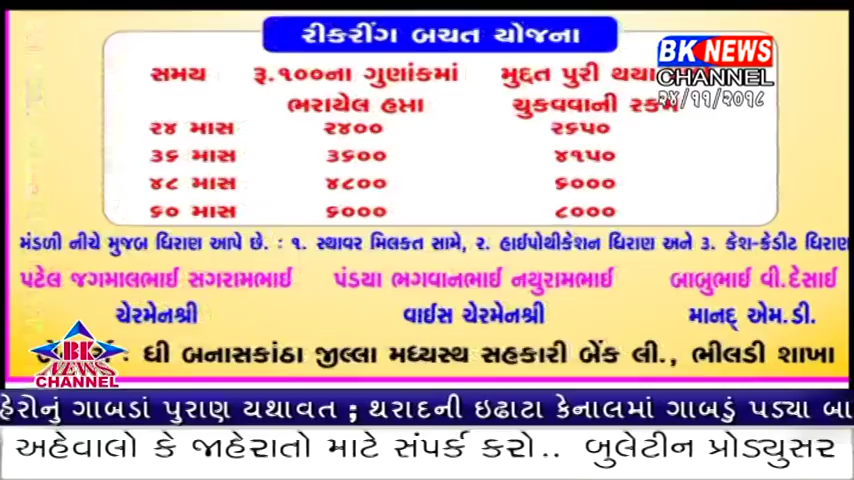 રીકરીંગ બચત યોજના
BK NEWS
CHANNEL
૨૪/૧૧/૨૦૧૮
સમય રૂ.૧૦૦ના ગુણાંકમાં મુદ્દત પુરી થયા
ભરાયેલ હપ્તા ચુકવવાની રકમ
૨૪ માસ ૨૪૦૦ ૨૬૫૦
૩૬ માસ ૩૬૦૦ ૪૧૫૦
૪૮ માસ ૪૮૦૦ ૬૦૦૦
૬૦ માસ ૬૦૦૦ ૮૦૦૦
મંડળી નીચે મુજબ ધિરાણ આપે છે. : ૧. સ્થાવર મિલકત સામે, ૨. હાઈપોથીકેશન ધિરાણ અને ૩. કેશ-ક્રેડીટ ધિરાણ
પટેલ જગમાલભાઈ સગરામભાઈ પંડયા ભગવાનભાઈ નથુરામભાઈ બાબુભાઈ વી.દેસાઈ
ચેરમેનશ્રી વાઈસ ચેરમેનશ્રી માનદ્ એમ.ડી.
: ધી બનાસકાંઠા જીલ્લા મધ્યસ્થ સહકારી બેંક લી., ભીલડી શાખા
BK
NEWS
CHANNEL
હેરોનું ગાબડાં પુરાણ યથાવત ; થરાદની ઇઢાટા કેનાલમાં ગાબડું પડ્યા બા
અહેવાલો કે જાહેરાતો માટે સંપર્ક કરો.. બુલેટીન પ્રોડ્યુસર